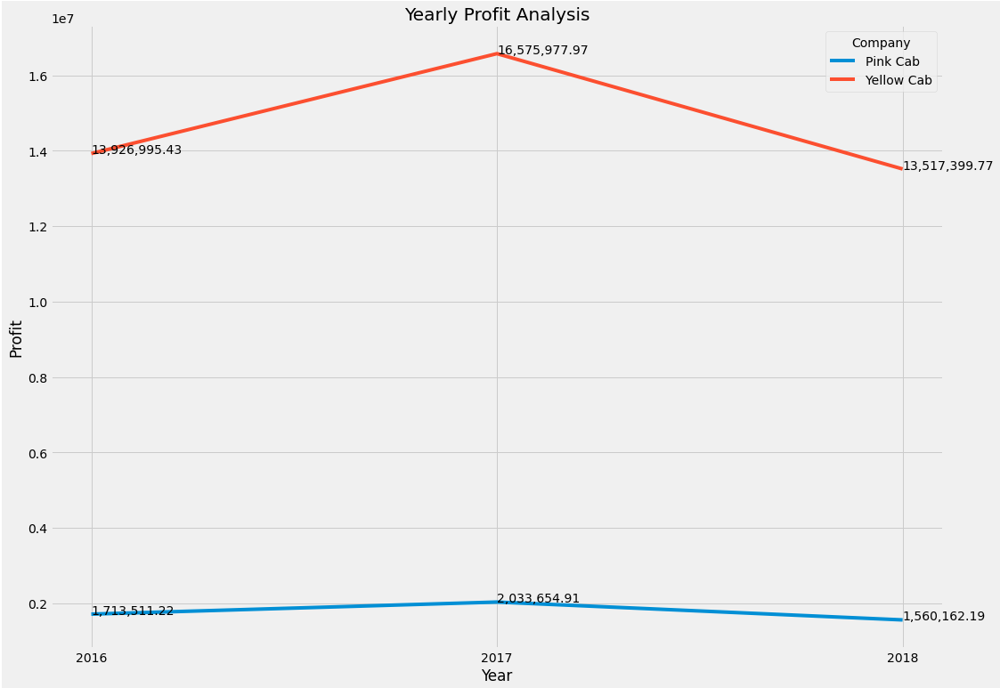 Yearly Profit Analysis
1e7
Company
Pink Cab
Yellow Cab
16,575,977.97
1.6
13,926,995.43
1.4
13,517,399.77
1.2
1.0
Profit
0.8
0.6
0.4
2,033,654.91
0.2
1,713,511.22
1,560,162.19
2016
2017
2018
Year